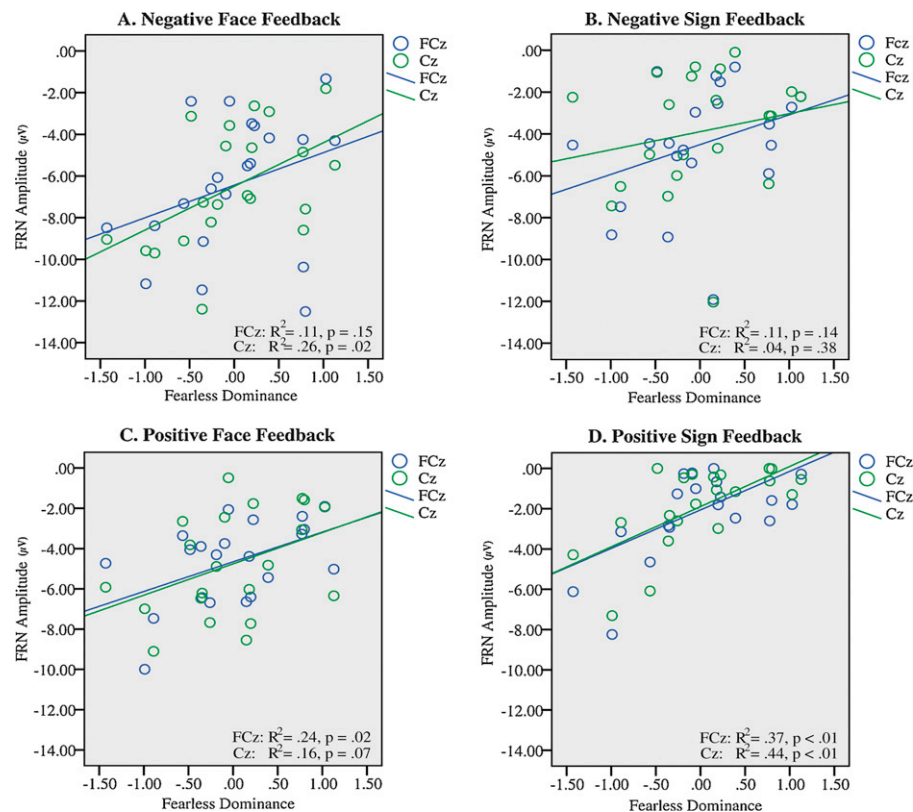 A. Negative Face Feedback
.00
-2.00
-4.00
-6.00
-8.00
-10.00
-12.00
-14.00
FRN Amplitude (µV)
FCz: R² = .11, p = .15
Cz: R² = .26, p = .02
-1.50 -1.00 -.50 .00 .50 1.00 1.50
Fearless Dominance
FCz
Cz
FCz
Cz
B. Negative Sign Feedback
.00
-2.00
-4.00
-6.00
-8.00
-10.00
-12.00
-14.00
FRN Amplitude (µV)
FCz: R² = .11, p = .14
Cz: R² = .04, p = .38
-1.50 -1.00 -.50 .00 .50 1.00 1.50
Fearless Dominance
FCz
Cz
Fcz
Cz
C. Positive Face Feedback
.00
-2.00
-4.00
-6.00
-8.00
-10.00
-12.00
-14.00
FRN Amplitude (µV)
FCz: R² = .24, p = .02
Cz: R² = .16, p = .07
-1.50 -1.00 -.50 .00 .50 1.00 1.50
Fearless Dominance
FCz
Cz
FCz
Cz
D. Positive Sign Feedback
.00
-2.00
-4.00
-6.00
-8.00
-10.00
-12.00
-14.00
FRN Amplitude (µV)
FCz: R² = .37, p < .01
Cz: R² = .44, p < .01
-1.50 -1.00 -.50 .00 .50 1.00 1.50
Fearless Dominance
FCz
Cz
FCz
Cz